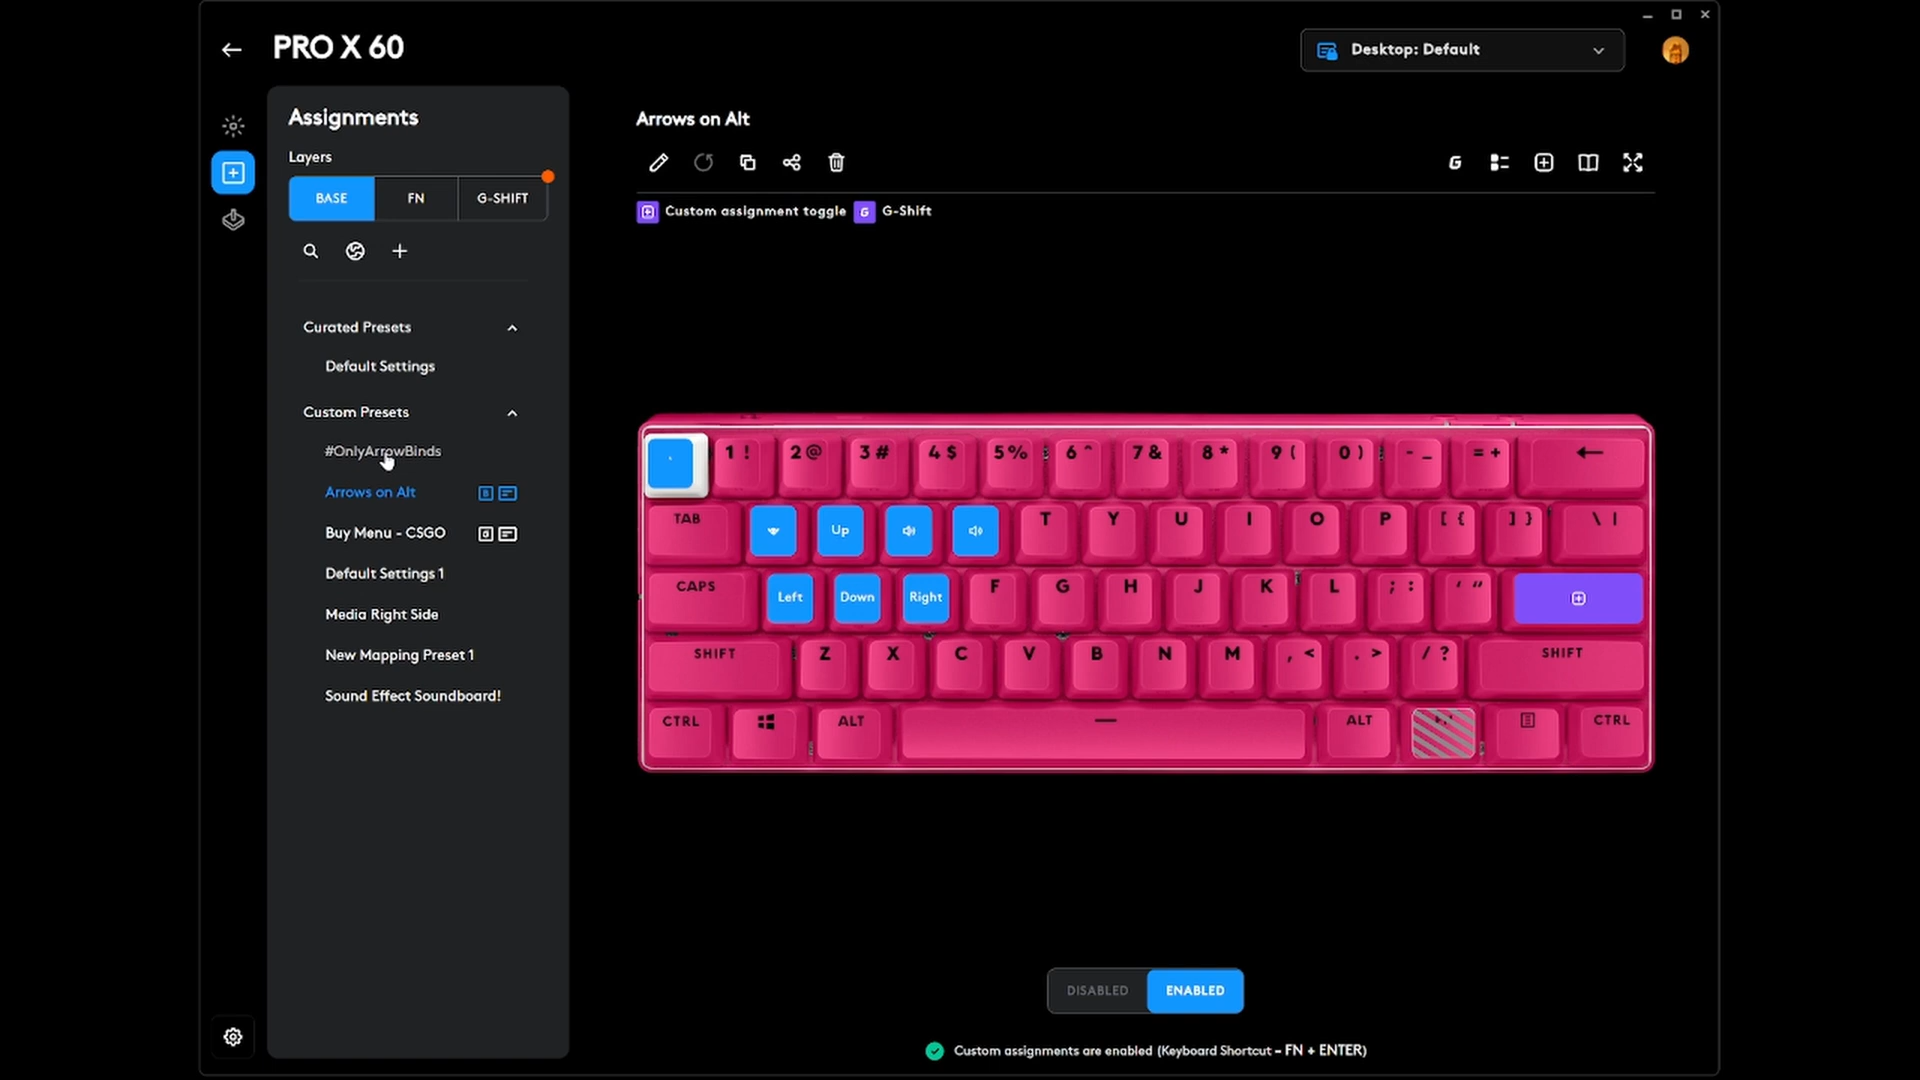 PRO X 60
Desktop: Default
Assignments
Layers
BASE
FN
G-SHIFT
Curated Presets
Default Settings
Custom Presets
#OnlyArrowBinds
Arrows on Alt
Buy Menu - CSGO
Default Settings 1
Media Right Side
New Mapping Preset 1
Sound Effect Soundboard!
Arrows on Alt
G
Custom assignment toggle G G-Shift
` 1 ! 2 @ 3 # 4 $ 5 % 6 ^ 7 & 8 * 9 ( 0 ) - _ = + ←
TAB Up T Y U I O P [ { ] } \ |
CAPS Left Down Right F G H J K L ; : ' "
SHIFT Z X C V B N M , < . > / ? SHIFT
CTRL ALT ALT CTRL
DISABLED ENABLED
Custom assignments are enabled (Keyboard Shortcut - FN + ENTER)